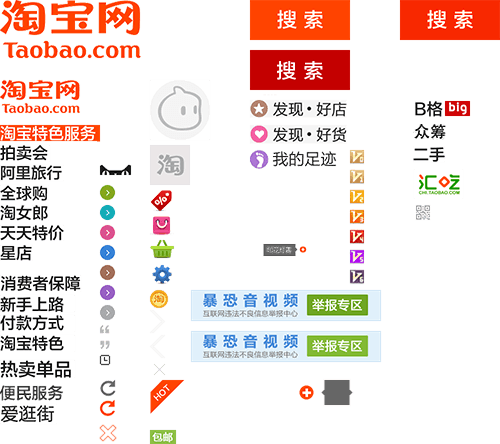 淘宝网
Taobao.com
淘宝网
Taobao.com
淘宝特色服务
拍卖会
阿里旅行
全球购
淘女郎
天天特价
星店
消费者保障
新手上路
付款方式
淘宝特色
热卖单品
便民服务
爱逛街
淘
淘
HOT
包邮
搜索
搜索
发现·好店
发现·好货
我的足迹
暴恐音视频
互联网违法不良信息举报中心
举报专区
暴恐音视频
互联网违法不良信息举报中心
举报专区
搜索
B格 big
众筹
二手
汇吃
CHI.TAOBAO.COM